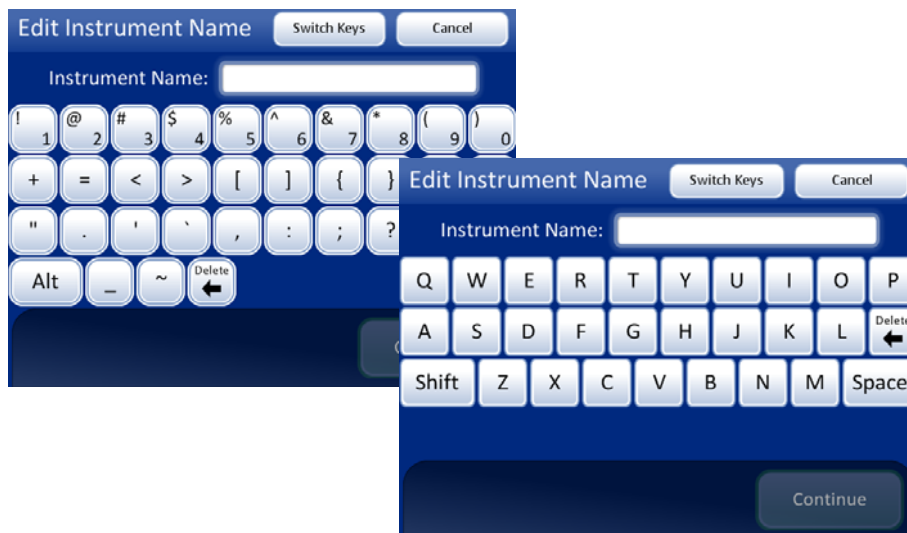 Edit Instrument Name Switch Keys Cancel
Instrument Name:
! 1 @ 2 # 3 $ 4 % 5 ^ 6 & 7 * 8 ( 9 ) 0
+ = < > [ ] { }
" . ' ` , : ; ?
Alt _ ~ Delete
Edit Instrument Name Switch Keys Cancel
Instrument Name:
Q W E R T Y U I O P
A S D F G H J K L Delete
Shift Z X C V B N M Space
Continue